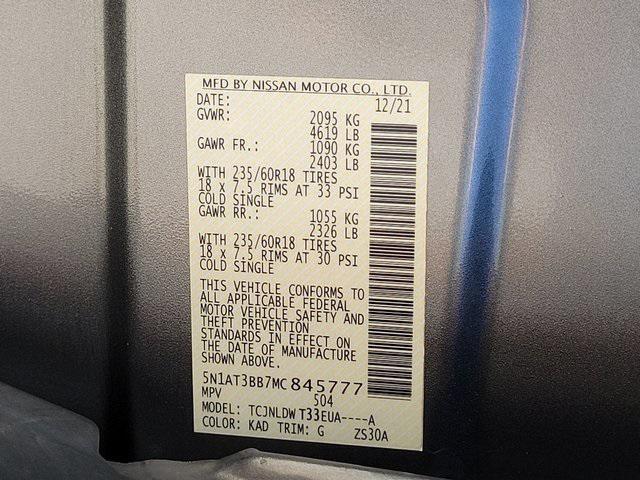 MFD BY NISSAN MOTOR CO., LTD.
DATE: 12/21
GVWR: 2095 KG
4619 LB
GAWR FR.: 1090 KG
2403 LB
WITH 235/60R18 TIRES
18 x 7.5 RIMS AT 33 PSI
COLD SINGLE
GAWR RR.: 1055 KG
2326 LB
WITH 235/60R18 TIRES
18 x 7.5 RIMS AT 30 PSI
COLD SINGLE
THIS VEHICLE CONFORMS TO
ALL APPLICABLE FEDERAL
MOTOR VEHICLE SAFETY AND
THEFT PREVENTION
STANDARDS IN EFFECT ON
THE DATE OF MANUFACTURE
SHOWN ABOVE.
5N1AT3BB7MC 845777
MPV 504
MODEL: TCJNLDW T33EUA----A
COLOR: KAD TRIM: G ZS30A